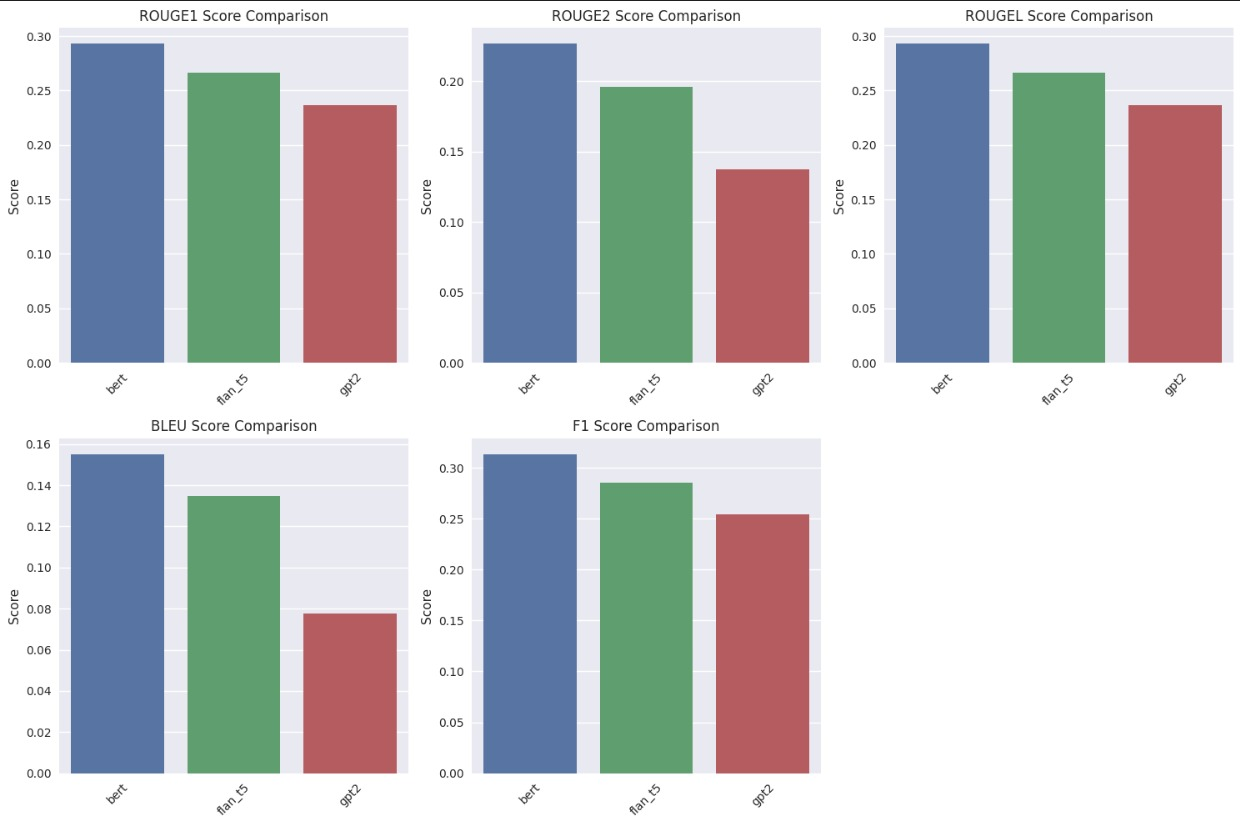 ROUGE1 Score Comparison
0.30
0.25
0.20
0.15
0.10
0.05
0.00
Score
bert
flan_t5
gpt2
ROUGE2 Score Comparison
0.20
0.15
0.10
0.05
0.00
Score
bert
flan_t5
gpt2
ROUGEL Score Comparison
0.30
0.25
0.20
0.15
0.10
0.05
0.00
Score
bert
flan_t5
gpt2
BLEU Score Comparison
0.16
0.14
0.12
0.10
0.08
0.06
0.04
0.02
0.00
Score
bert
flan_t5
gpt2
F1 Score Comparison
0.30
0.25
0.20
0.15
0.10
0.05
0.00
Score
bert
flan_t5
gpt2